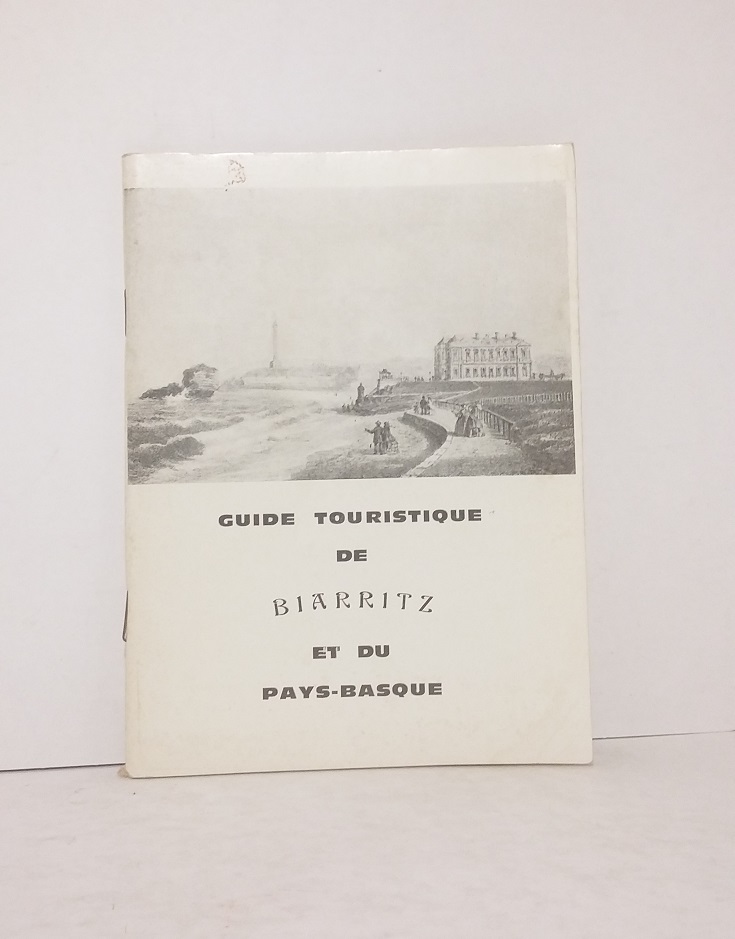 GUIDE TOURISTIQUE
DE
BIARRITZ
ET DU
PAYS-BASQUE